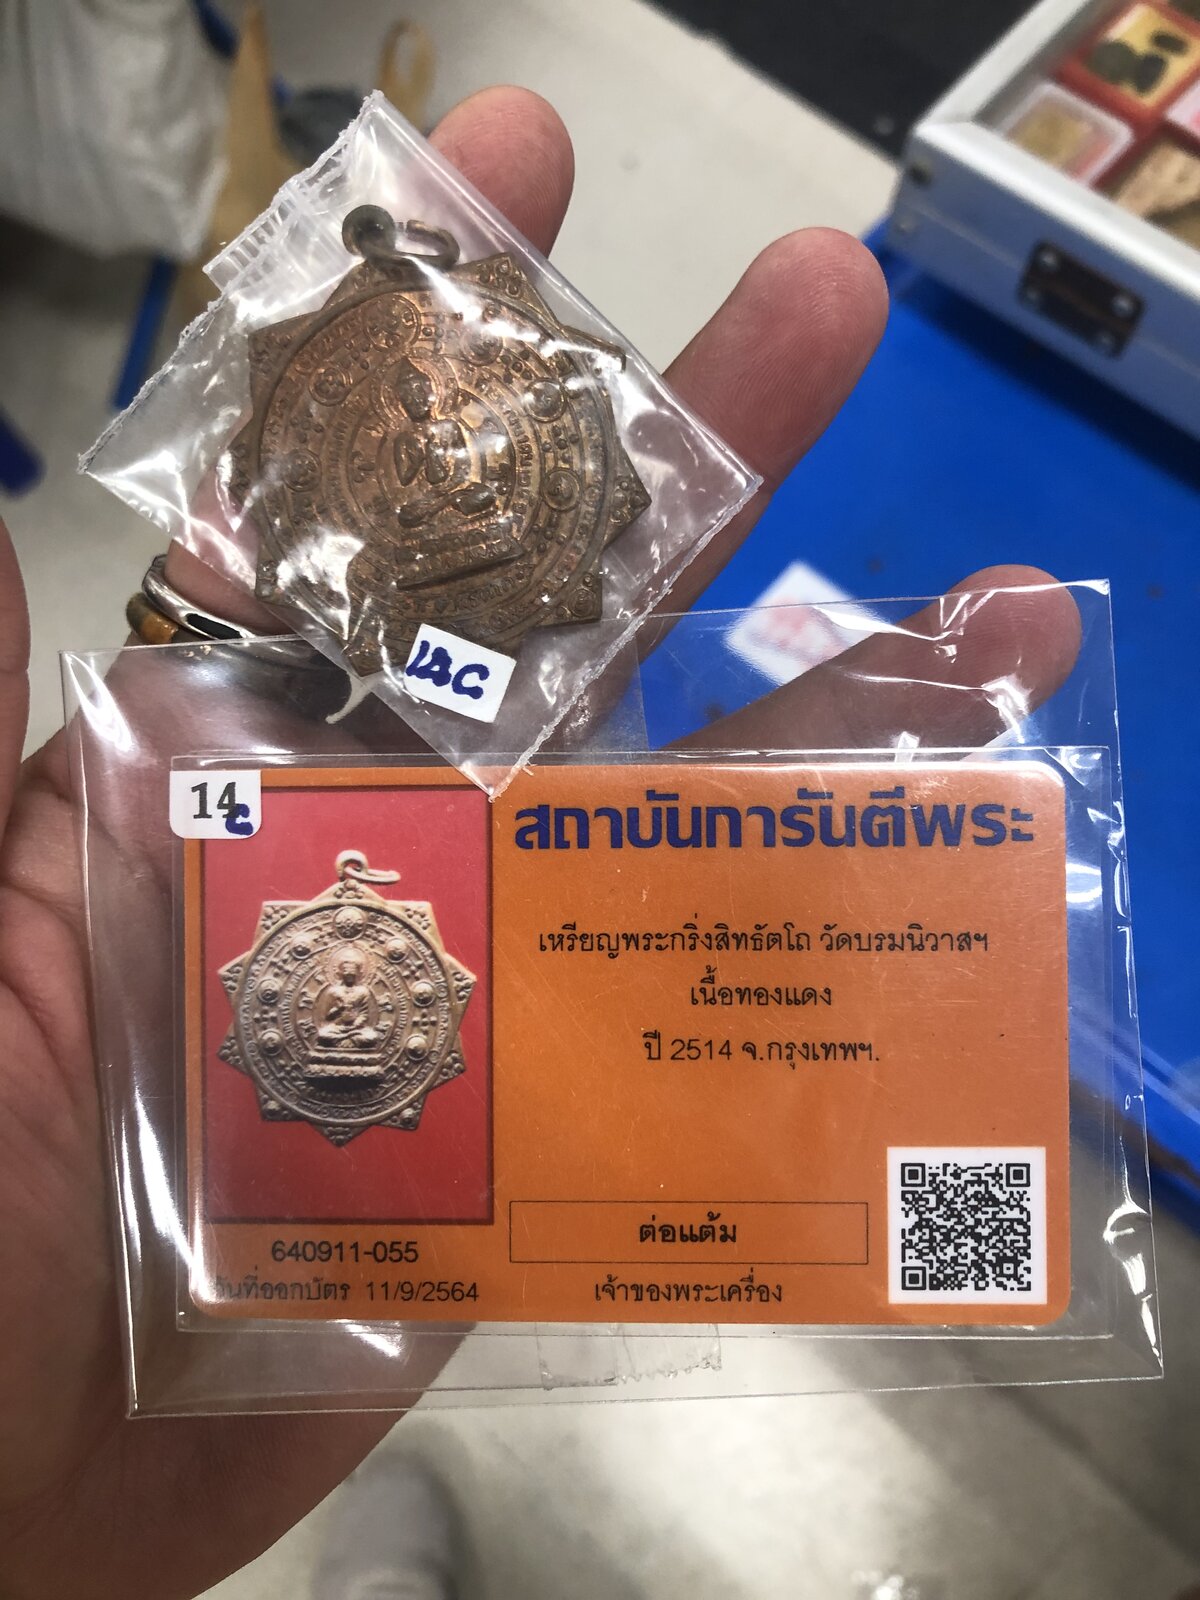 14
C
สถาบันการันตีพระ
เหรียญพระกริ่งสิทธัตโถ วัดบรมนิวาสฯ
เนื้อทองแดง
ปี 2514 จ.กรุงเทพฯ.
640911-055
วันที่ออกบัตร 11/9/2564
ต่อแต้ม
เจ้าของพระเครื่อง